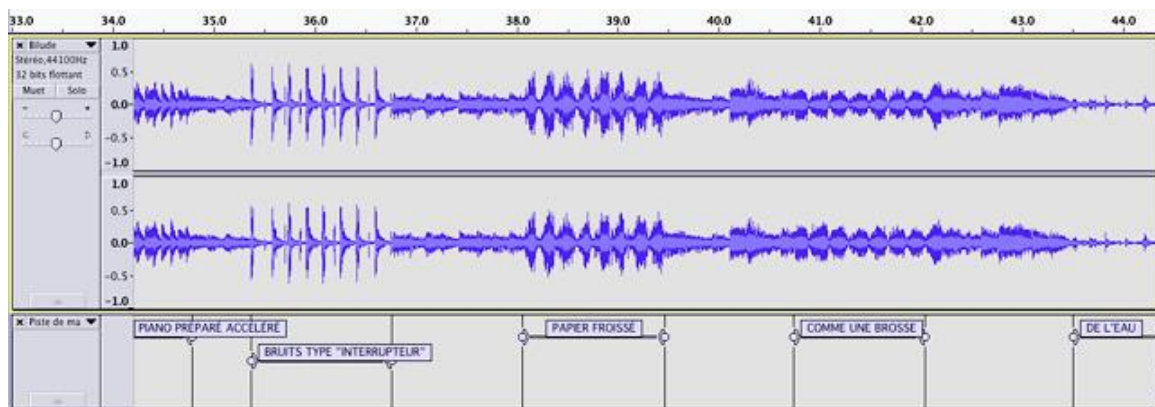 33.0 34.0 35.0 36.0 37.0 38.0 39.0 40.0 41.0 42.0 43.0 44.0
× Bilude ▼
Stéréo, 44100Hz
32 bits flottant
Muet Solo
- +
G D
1.0
0.5
0.0
-0.5
-1.0
1.0
0.5
0.0
-0.5
-1.0
× Piste de ma ▼
PIANO PRÉPARÉ ACCÉLÉRÉ
BRUITS TYPE "INTERRUPTEUR"
PAPIER FROISSÉ
COMME UNE BROSSE
DE L'EAU